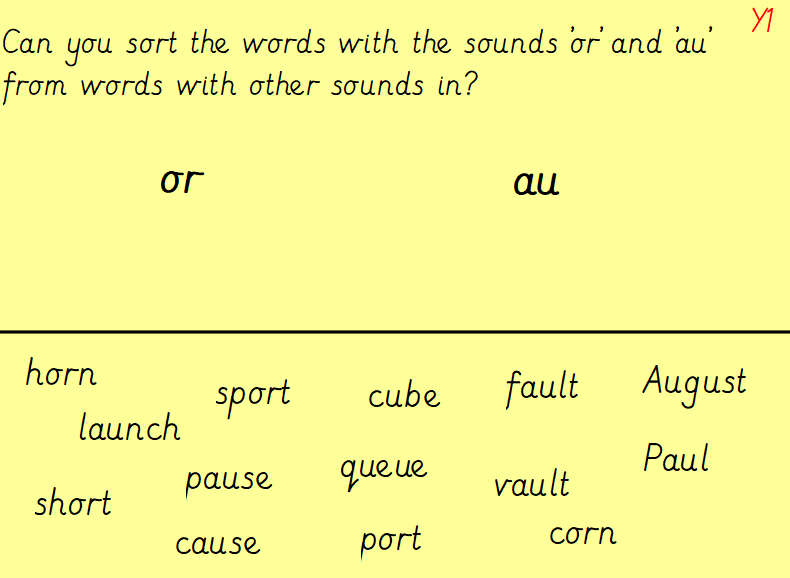 Y1
Can you sort the words with the sounds 'or' and 'au'
from words with other sounds in?
or au
horn
sport
cube
fault
August
launch
pause
queue
vault
Paul
short
cause
port
corn